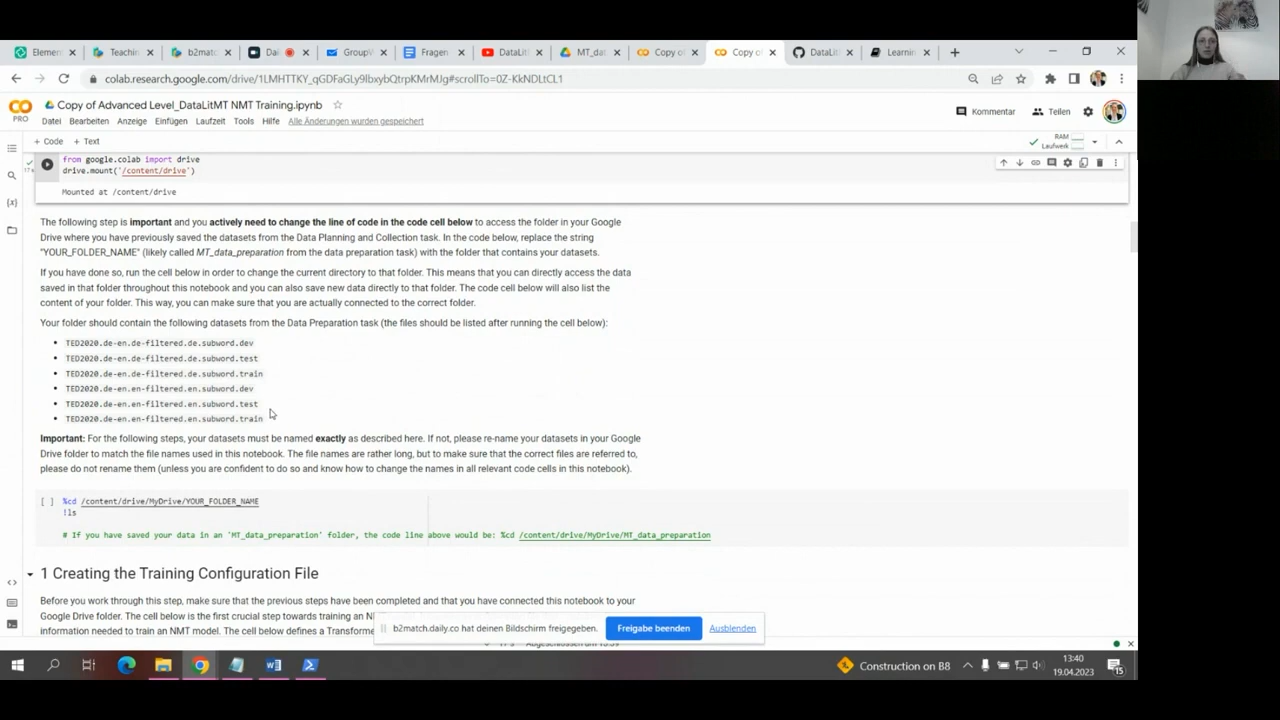 Element
Teachin
b2matc
Dai
GroupW
Fragen
DataLit
MT_dat
Copy o
Copy of
DataLit
Learnin
colab.research.google.com/drive/1LMHTTKY_qGDFaGLy9lbxybQtrpKMrMJg#scrollTo=0Z-KkNDLtCL1
PRO
Copy of Advanced Level_DataLitMT NMT Training.ipynb
Datei Bearbeiten Anzeige Einfügen Laufzeit Tools Hilfe Alle Änderungen wurden gespeichert
Kommentar Teilen
+ Code + Text
RAM
Laufwerk
from google.colab import drive
drive.mount('/content/drive')
Mounted at /content/drive
The following step is important and you actively need to change the line of code in the code cell below to access the folder in your Google
Drive where you have previously saved the datasets from the Data Planning and Collection task. In the code below, replace the string
"YOUR_FOLDER_NAME" (likely called MT_data_preparation from the data preparation task) with the folder that contains your datasets.
If you have done so, run the cell below in order to change the current directory to that folder. This means that you can directly access the data
saved in that folder throughout this notebook and you can also save new data directly to that folder. The code cell below will also list the
content of your folder. This way, you can make sure that you are actually connected to the correct folder.
Your folder should contain the following datasets from the Data Preparation task (the files should be listed after running the cell below):
• TED2020.de-en.de-filtered.de.subword.dev
• TED2020.de-en.de-filtered.de.subword.test
• TED2020.de-en.de-filtered.de.subword.train
• TED2020.de-en.en-filtered.en.subword.dev
• TED2020.de-en.en-filtered.en.subword.test
• TED2020.de-en.en-filtered.en.subword.train
Important: For the following steps, your datasets must be named exactly as described here. If not, please re-name your datasets in your Google
Drive folder to match the file names used in this notebook. The file names are rather long, but to make sure that the correct files are referred to,
please do not rename them (unless you are confident to do so and know how to change the names in all relevant code cells in this notebook).
[ ] %cd /content/drive/MyDrive/YOUR_FOLDER_NAME
!ls
# If you have saved your data in an 'MT_data_preparation' folder, the code line above would be: %cd /content/drive/MyDrive/MT_data_preparation
1 Creating the Training Configuration File
Before you work through this step, make sure that the previous steps have been completed and that you have connected this notebook to your
Google Drive folder. The cell below is the first crucial step towards training an N
information needed to train an NMT model. The cell below defines a Transforme
b2match.daily.co hat deinen Bildschirm freigegeben. Freigabe beenden Ausblenden
Construction on B8
13:40
19.04.2023
15